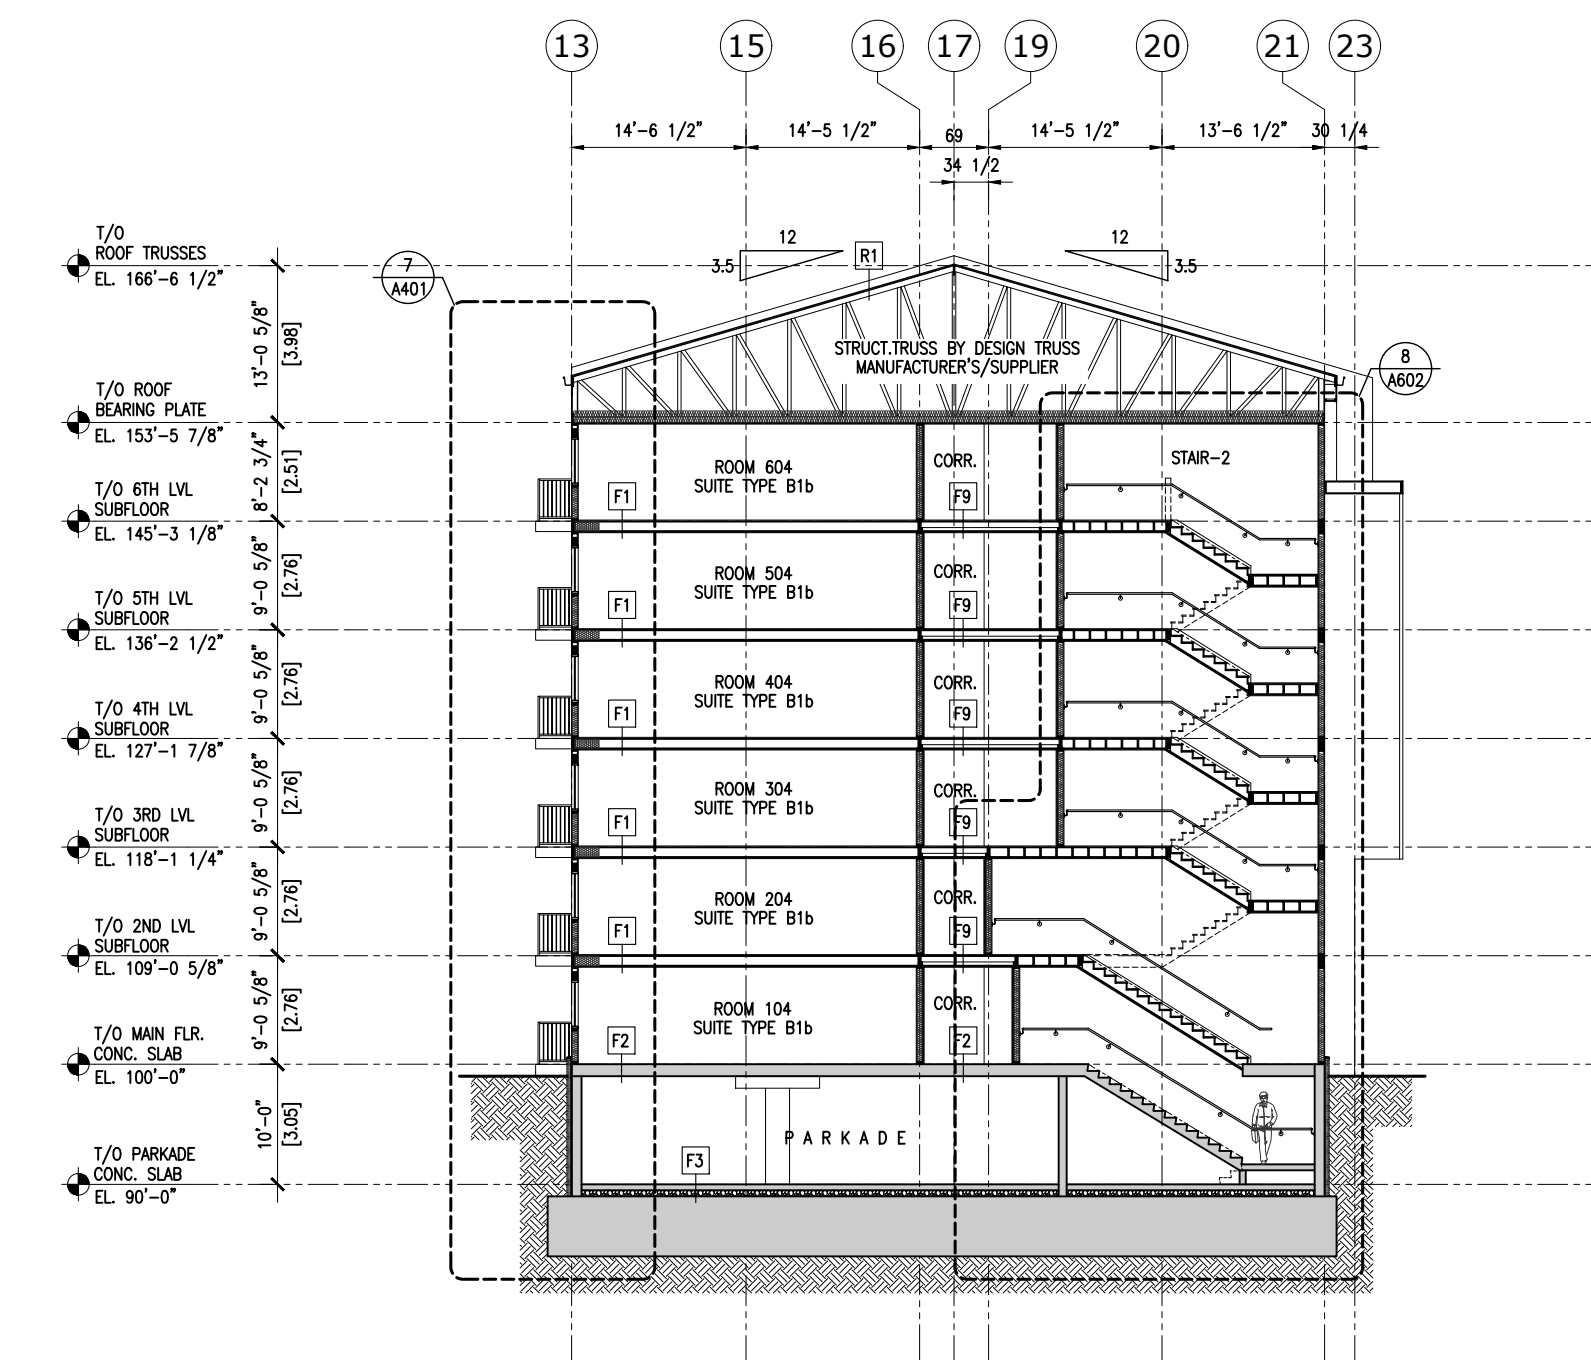 13 15 16 17 19 20 21 23
14'-6 1/2" 14'-5 1/2" 69 14'-5 1/2" 13'-6 1/2" 30 1/4
34 1/2
T/O
ROOF TRUSSES
EL. 166'-6 1/2"
7
A401
12
3.5
R1
12
3.5
13'-0 5/8"
[3.98]
STRUCT.TRUSS BY DESIGN TRUSS
MANUFACTURER'S/SUPPLIER
8
A602
T/O ROOF
BEARING PLATE
EL. 153'-5 7/8"
8'-2 3/4"
[2.51]
ROOM 604
SUITE TYPE B1b
CORR.
STAIR-2
F1
F9
T/O 6TH LVL
SUBFLOOR
EL. 145'-3 1/8"
9'-0 5/8"
[2.76]
ROOM 504
SUITE TYPE B1b
CORR.
F1
F9
T/O 5TH LVL
SUBFLOOR
EL. 136'-2 1/2"
9'-0 5/8"
[2.76]
ROOM 404
SUITE TYPE B1b
CORR.
F1
F9
T/O 4TH LVL
SUBFLOOR
EL. 127'-1 7/8"
9'-0 5/8"
[2.76]
ROOM 304
SUITE TYPE B1b
CORR.
F1
F9
T/O 3RD LVL
SUBFLOOR
EL. 118'-1 1/4"
9'-0 5/8"
[2.76]
ROOM 204
SUITE TYPE B1b
CORR.
F1
F9
T/O 2ND LVL
SUBFLOOR
EL. 109'-0 5/8"
9'-0 5/8"
[2.76]
ROOM 104
SUITE TYPE B1b
CORR.
F2
F2
T/O MAIN FLR.
CONC. SLAB
EL. 100'-0"
10'-0"
[3.05]
PARKADE
F3
T/O PARKADE
CONC. SLAB
EL. 90'-0"